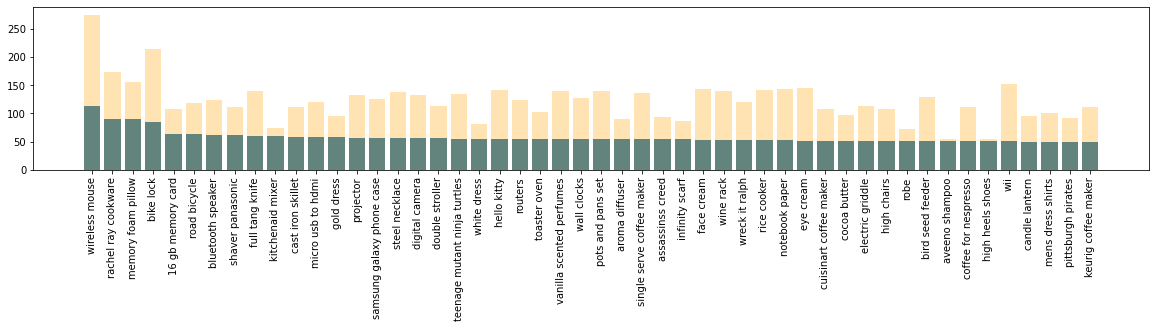 250
200
150
100
50
0
wireless mouse
rachel ray cookware
memory foam pillow
bike lock
16 gb memory card
road bicycle
bluetooth speaker
shaver panasonic
full tang knife
kitchenaid mixer
cast iron skillet
micro usb to hdmi
gold dress
projector
samsung galaxy phone case
steel necklace
digital camera
double stroller
teenage mutant ninja turtles
white dress
hello kitty
routers
toaster oven
vanilla scented perfumes
wall clocks
pots and pans set
aroma diffuser
single serve coffee maker
assassinss creed
infinity scarf
face cream
wine rack
wreck it ralph
rice cooker
notebook paper
eye cream
cuisinart coffee maker
cocoa butter
electric griddle
high chairs
robe
bird seed feeder
aveeno shampoo
coffee for nespresso
high heels shoes
wii
candle lantern
mens dress shirts
pittsburgh pirates
keurig coffee maker